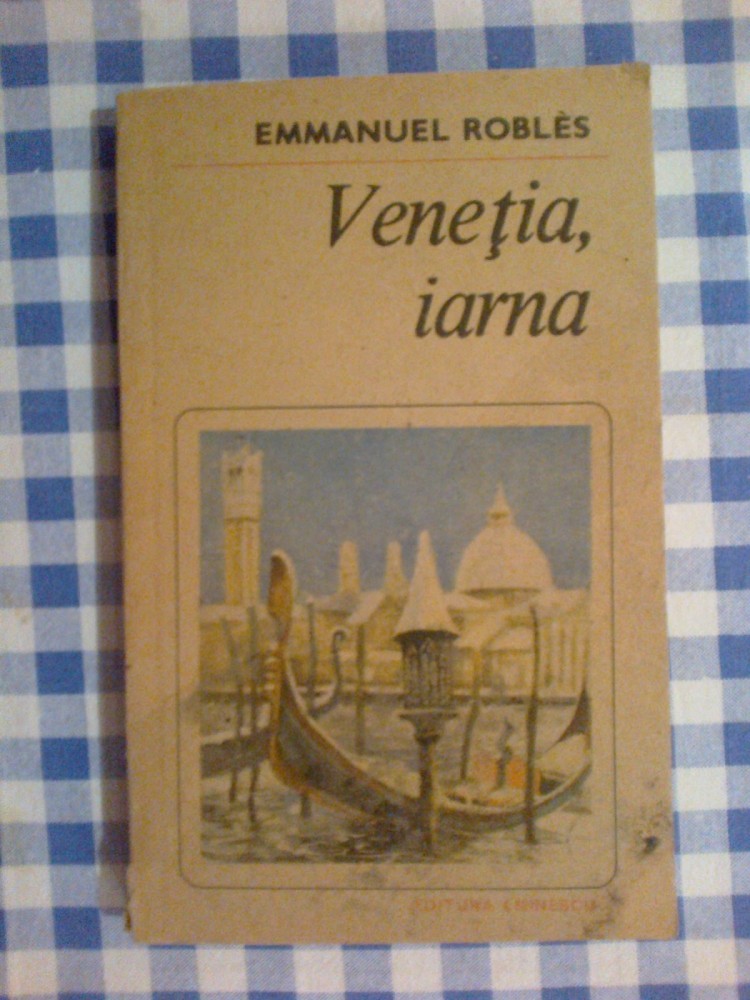 EMMANUEL ROBLÈS
Veneţia,
iarna
EDITURA EMINESCU